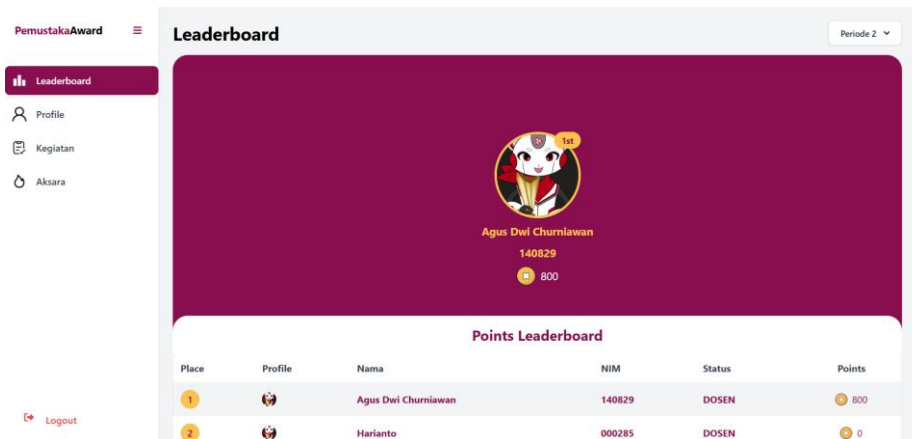 PemustakaAward
Leaderboard
Profile
Kegiatan
Aksara
Logout
Leaderboard
Periode 2
1st
Agus Dwi Churniawan
140829
800
Points Leaderboard
Place Profile Nama NIM Status Points
1 Agus Dwi Churniawan 140829 DOSEN 800
2 Harianto 000285 DOSEN 0